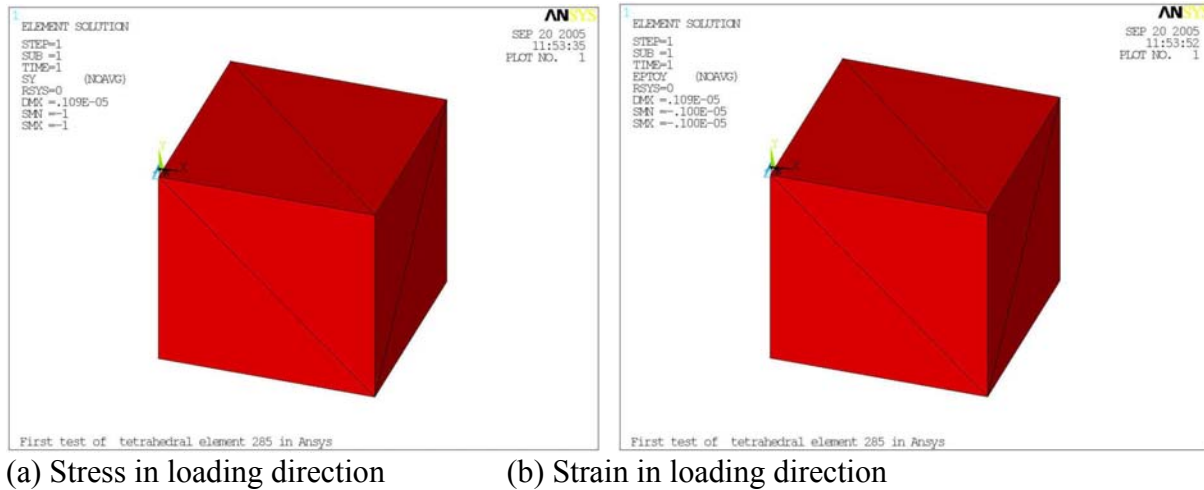 1
ELEMENT SOLUTION
STEP=1
SUB =1
TIME=1
SY (NOAVG)
RSYS=0
DMX =.109E-05
SMN =-1
SMX =-1
ANSYS
SEP 20 2005
11:53:35
PLOT NO. 1
X
Y
Z
First test of tetrahedral element 285 in Ansys
1
ELEMENT SOLUTION
STEP=1
SUB =1
TIME=1
EPTOY (NOAVG)
RSYS=0
DMX =.109E-05
SMN =-.100E-05
SMX =-.100E-05
ANSYS
SEP 20 2005
11:53:52
PLOT NO. 1
X
Y
Z
First test of tetrahedral element 285 in Ansys
(a) Stress in loading direction
(b) Strain in loading direction